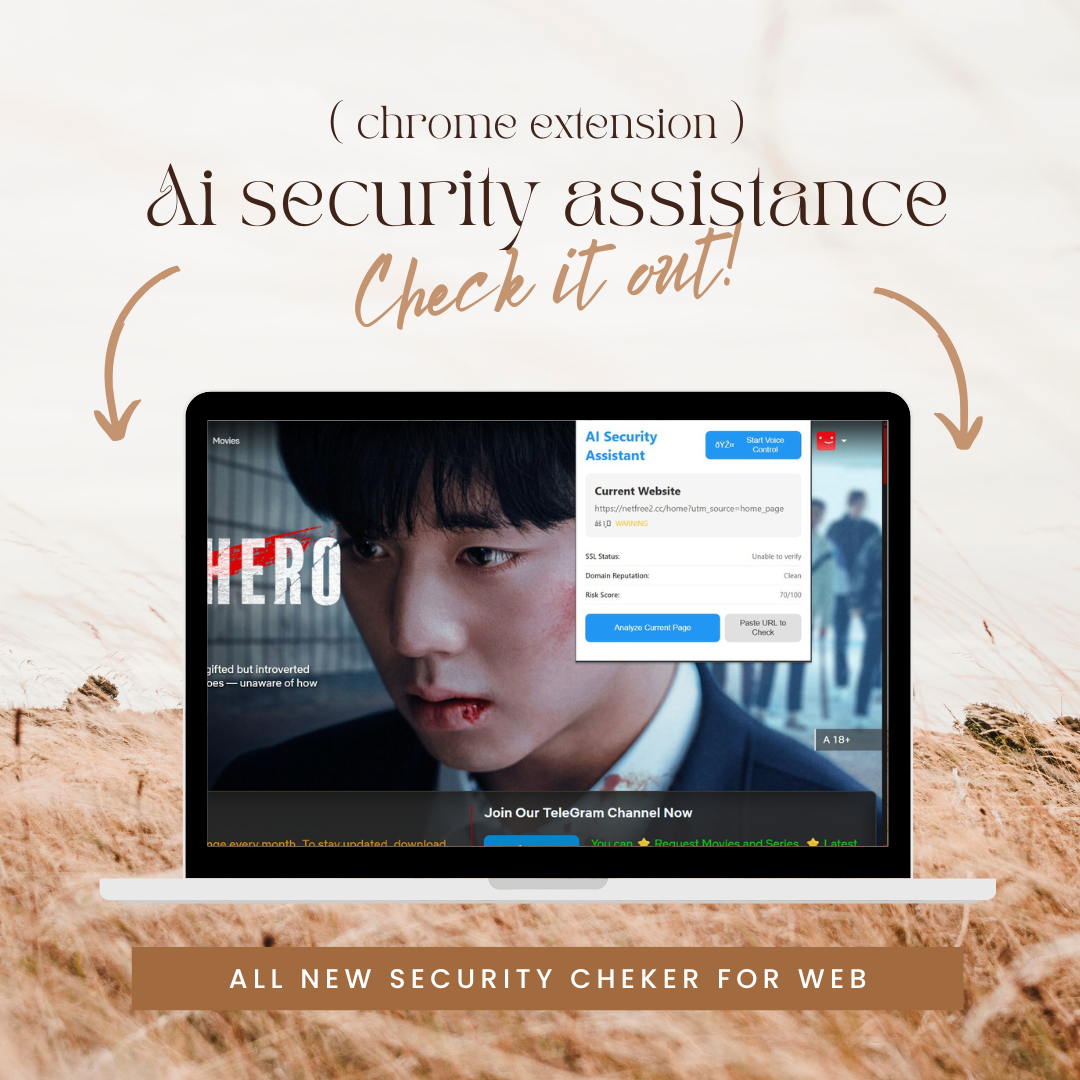 ( chrome extension )
Ai security assistance
Check it out!
Movies
AI Security
Assistant
ðŸŽ¤ Start Voice
Control
Current Website
https://netfree2.cc/home?utm_source=home_page
WARNING
SSL Status: Unable to verify
Domain Reputation: Clean
Risk Score: 70/100
Analyze Current Page
Paste URL to
Check
HERO
gifted but introverted
oes — unaware of how
A 18+
Join Our TeleGram Channel Now
nge every month. To stay updated, download
You can ⭐ Request Movies and Series ⭐ Latest
ALL NEW SECURITY CHEKER FOR WEB